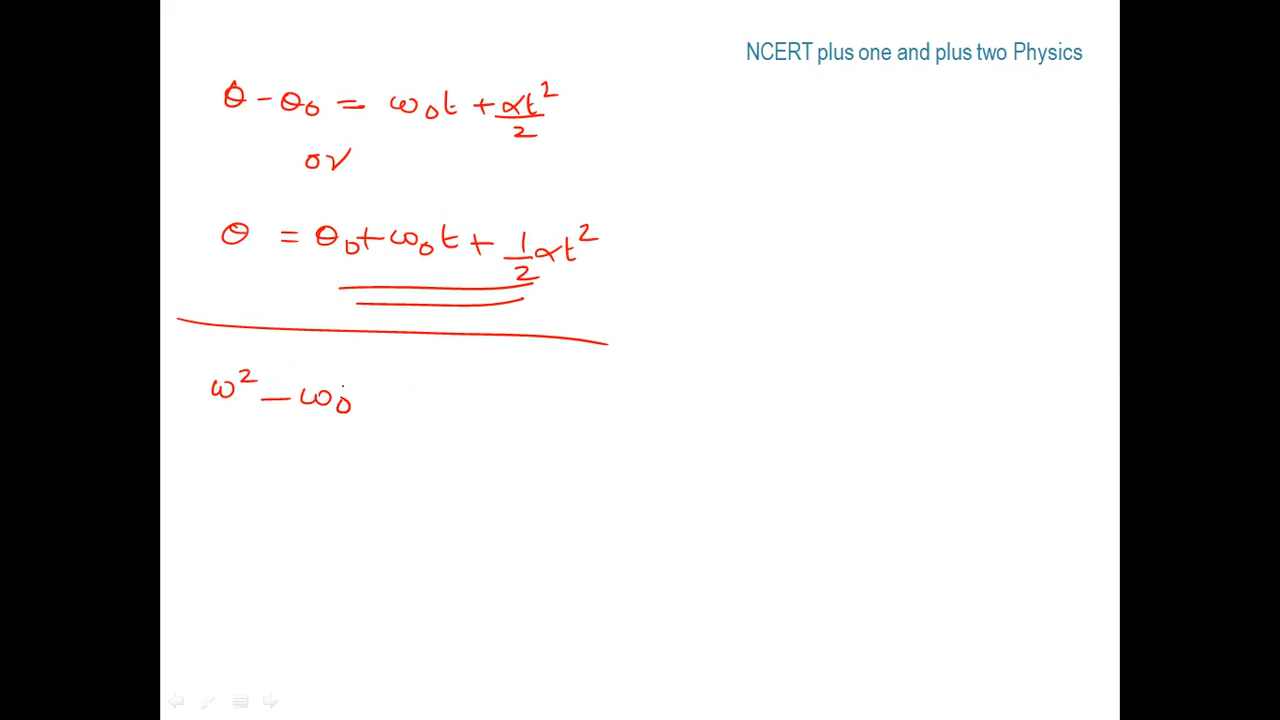 NCERT plus one and plus two Physics
θ - θ₀ = ω₀t + αt²/2
or
θ = θ₀ + ω₀t + 1/2 αt²
ω² - ω₀